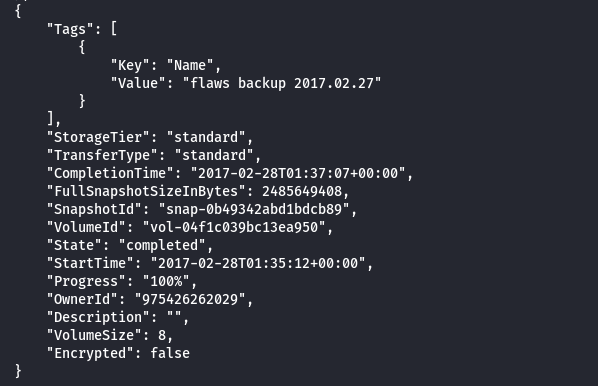 {
    "Tags": [
        {
            "Key": "Name",
            "Value": "flaws backup 2017.02.27"
        }
    ],
    "StorageTier": "standard",
    "TransferType": "standard",
    "CompletionTime": "2017-02-28T01:37:07+00:00",
    "FullSnapshotSizeInBytes": 2485649408,
    "SnapshotId": "snap-0b49342abd1bdcb89",
    "VolumeId": "vol-04f1c039bc13ea950",
    "State": "completed",
    "StartTime": "2017-02-28T01:35:12+00:00",
    "Progress": "100%",
    "OwnerId": "975426262029",
    "Description": "",
    "VolumeSize": 8,
    "Encrypted": false
}